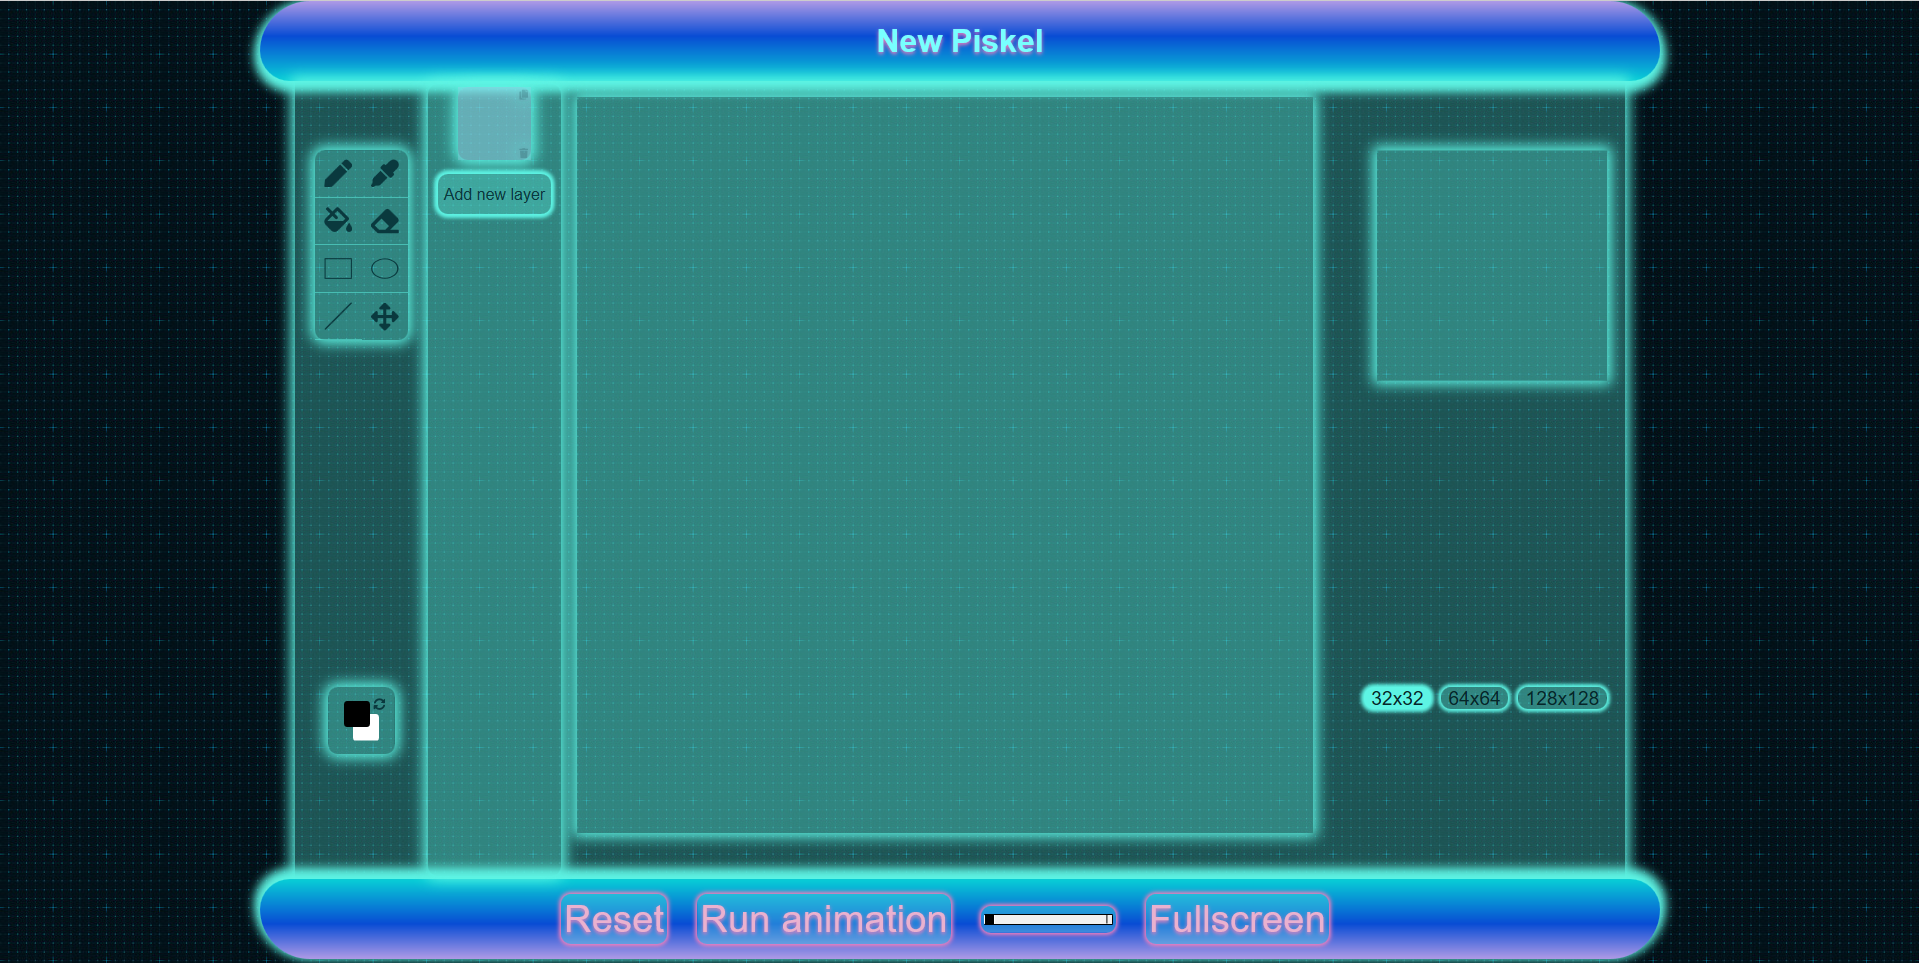 New Piskel
Add new layer
32x32 64x64 128x128
Reset Run animation Fullscreen